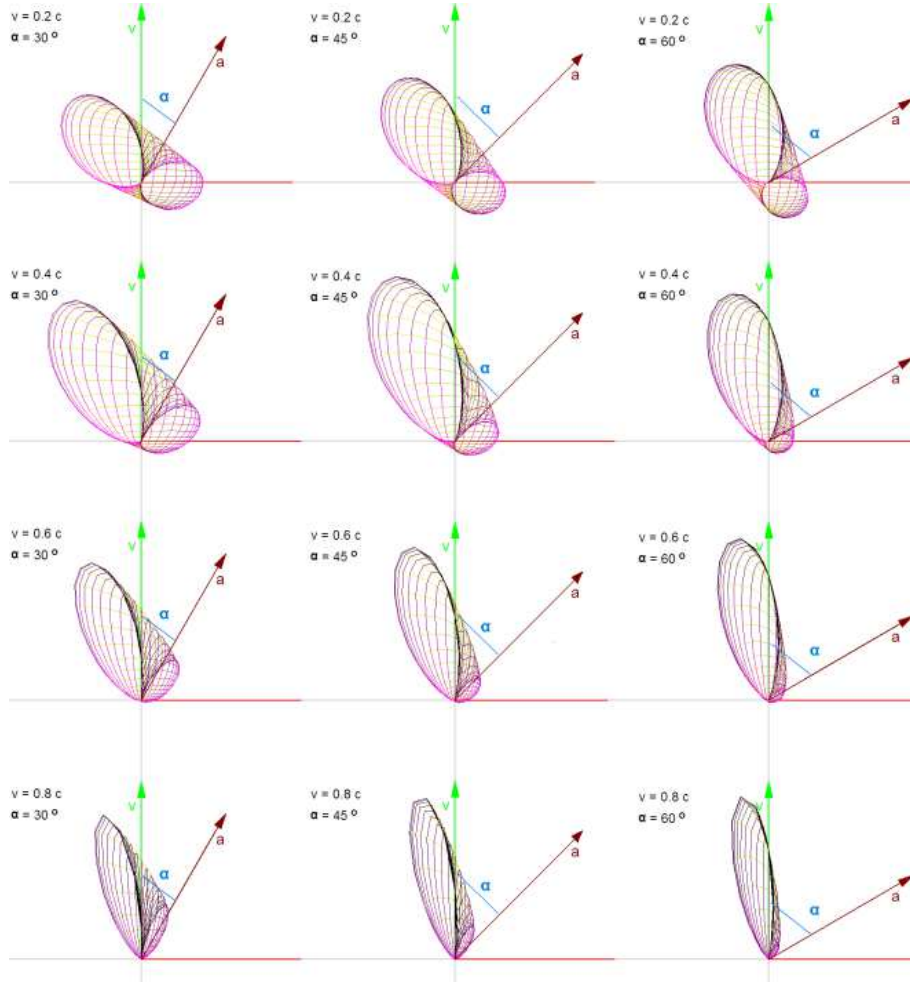 v = 0.2 c
α = 30 º
v
α
a
v = 0.2 c
α = 45 º
v
α
a
v = 0.2 c
α = 60 º
v
α
a
v = 0.4 c
α = 30 º
v
α
a
v = 0.4 c
α = 45 º
v
α
a
v = 0.4 c
α = 60 º
v
α
a
v = 0.6 c
α = 30 º
v
α
a
v = 0.6 c
α = 45 º
v
α
a
v = 0.6 c
α = 60 º
v
α
a
v = 0.8 c
α = 30 º
v
α
a
v = 0.8 c
α = 45 º
v
α
a
v = 0.8 c
α = 60 º
v
α
a